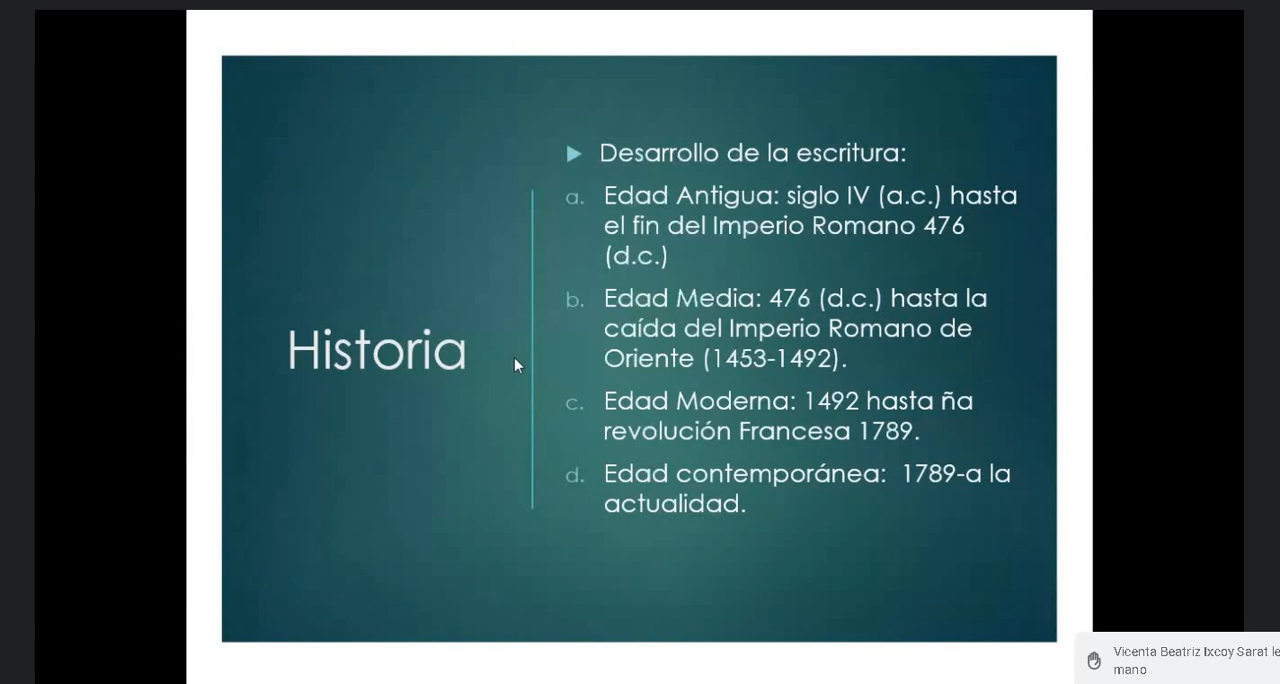 Historia
Desarrollo de la escritura:
a. Edad Antigua: siglo IV (a.c.) hasta
el fin del Imperio Romano 476
(d.c.)
b. Edad Media: 476 (d.c.) hasta la
caída del Imperio Romano de
Oriente (1453-1492).
c. Edad Moderna: 1492 hasta ña
revolución Francesa 1789.
d. Edad contemporánea: 1789-a la
actualidad.
Vicenta Beatriz Ixcoy Sarat le
mano